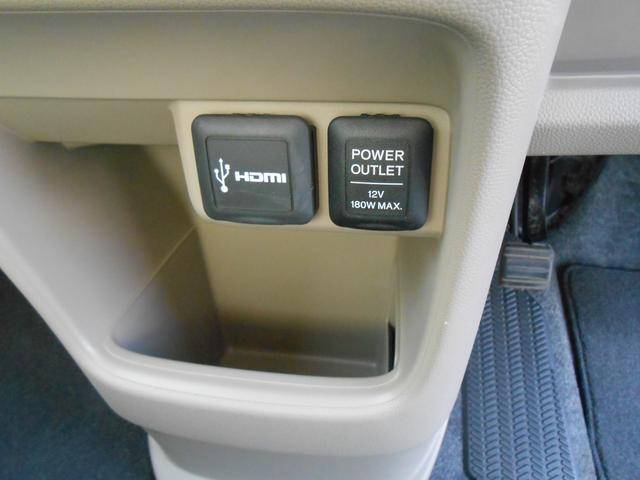 HDMI
POWER
OUTLET
12V
180W MAX.